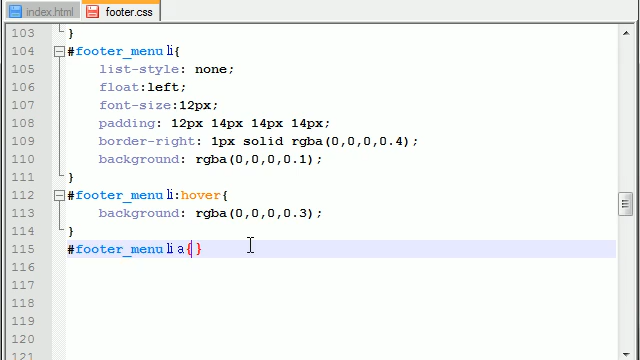 index.html footer.css
103 }
104 #footer_menu li{
105 list-style: none;
106 float:left;
107 font-size:12px;
108 padding: 12px 14px 14px 14px;
109 border-right: 1px solid rgba(0,0,0,0.4);
110 background: rgba(0,0,0,0.1);
111 }
112 #footer_menu li:hover{
113 background: rgba(0,0,0,0.3);
114 }
115 #footer_menu li a{}
116
117
118
119
120
121